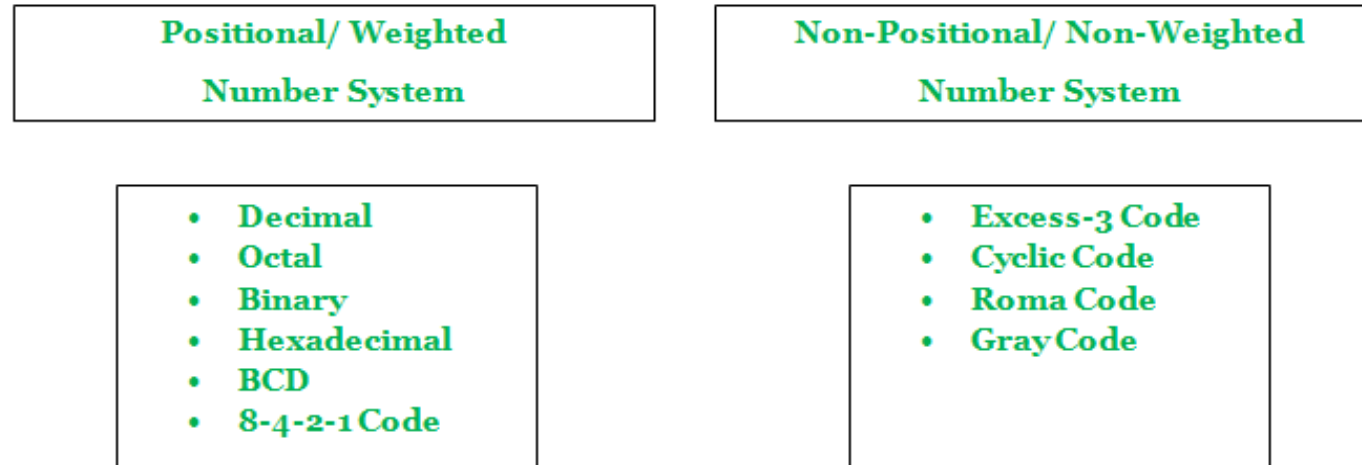 Positional/ Weighted
Number System
Non-Positional/ Non-Weighted
Number System
• Decimal
• Octal
• Binary
• Hexadecimal
• BCD
• 8-4-2-1 Code
• Excess-3 Code
• Cyclic Code
• Roma Code
• Gray Code